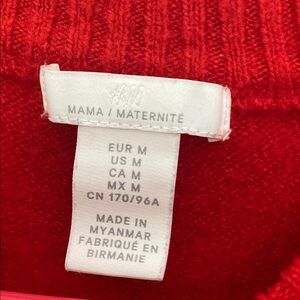 H&M
MAMA / MATERNITÉ
EUR M
US M
CA M
MX M
CN 170/96A
MADE IN
MYANMAR
FABRIQUÉ EN
BIRMANIE